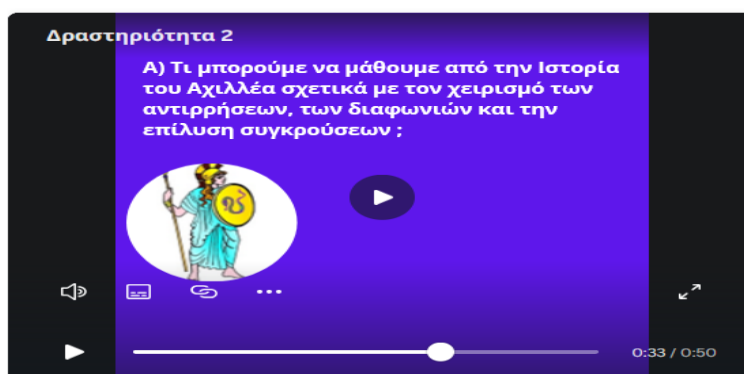 Δραστηριότητα 2
Α) Τι μπορούμε να μάθουμε από την Ιστορία
του Αχιλλέα σχετικά με τον χειρισμό των
αντιρρήσεων, των διαφωνιών και την
επίλυση συγκρούσεων ;
0:33 / 0:50